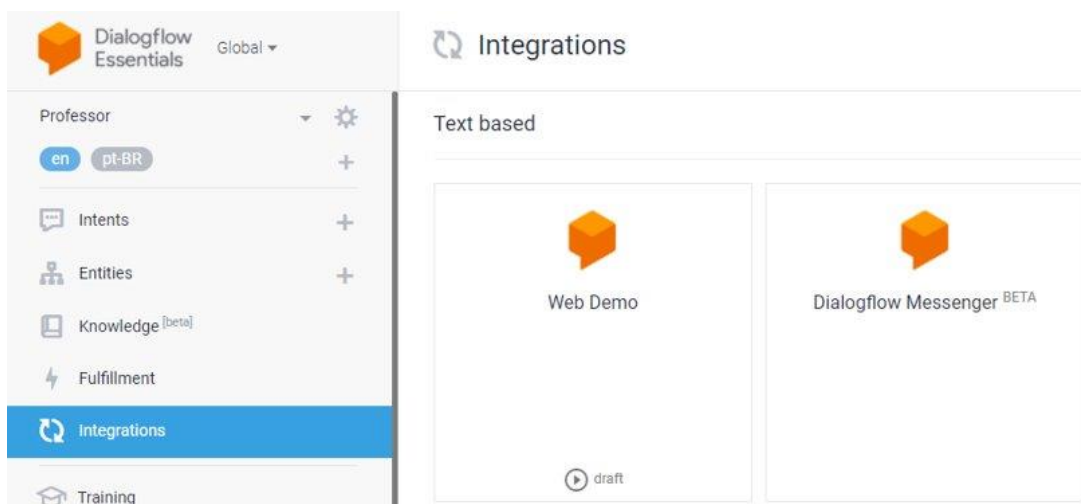 Dialogflow
Essentials
Global
Integrations
Professor
en pt-BR
Intents
Entities
Knowledge [beta]
Fulfillment
Integrations
Training
Text based
Web Demo
draft
Dialogflow Messenger BETA